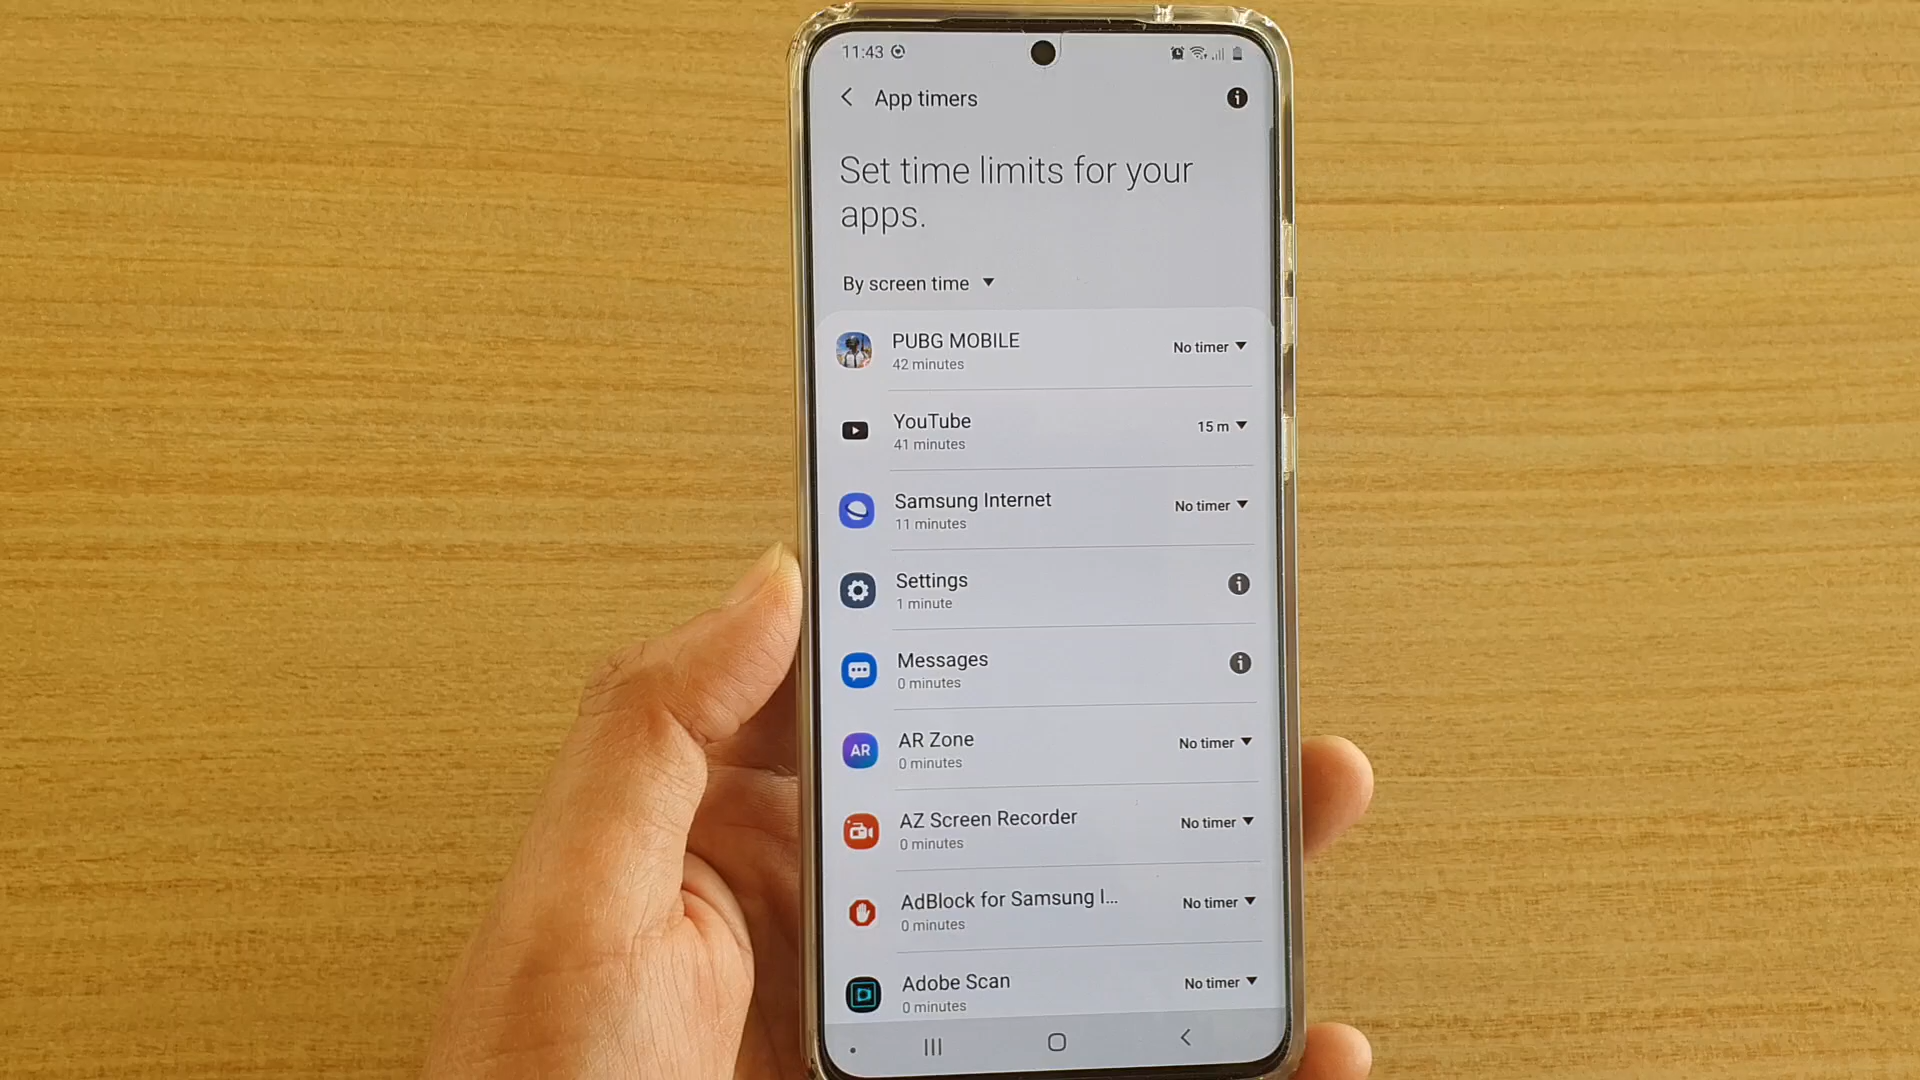 11:43
App timers
Set time limits for your
apps.
By screen time
PUBG MOBILE
No timer
42 minutes
YouTube
15 m
41 minutes
Samsung Internet
No timer
11 minutes
Settings
1 minute
Messages
0 minutes
AR
AR Zone
No timer
0 minutes
AZ Screen Recorder
No timer
0 minutes
AdBlock for Samsung I...
No timer
0 minutes
Adobe Scan
No timer
0 minutes